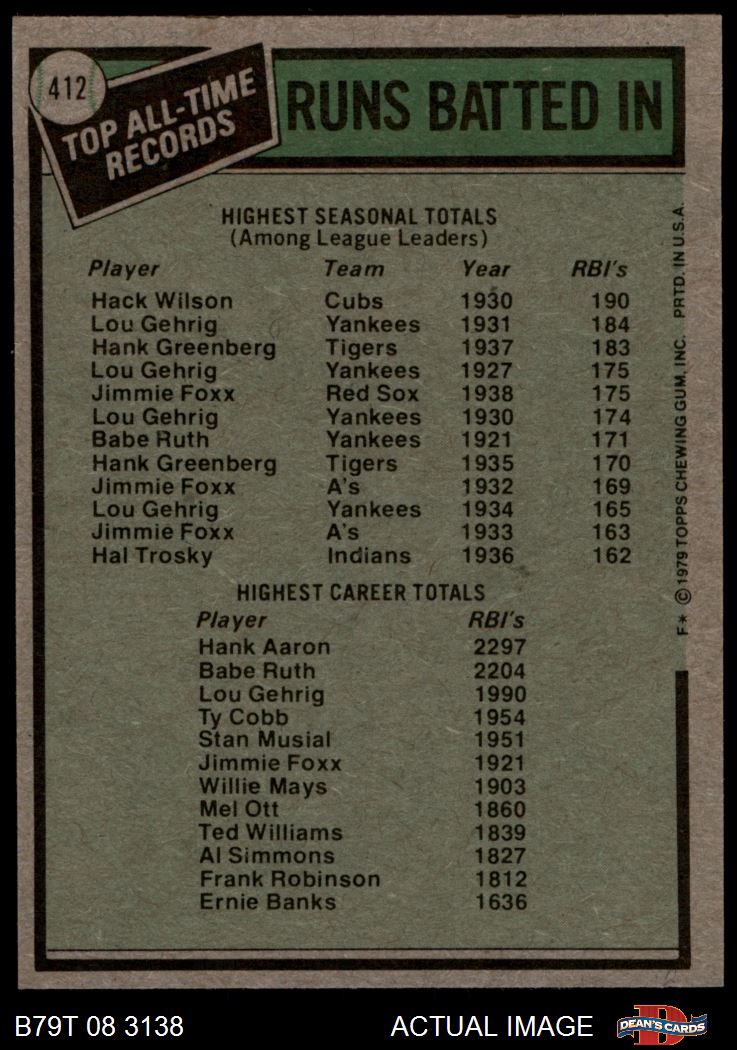 412
TOP ALL-TIME
RECORDS
RUNS BATTED IN
HIGHEST SEASONAL TOTALS
(Among League Leaders)
Player Team Year RBI's
Hack Wilson Cubs 1930 190
Lou Gehrig Yankees 1931 184
Hank Greenberg Tigers 1937 183
Lou Gehrig Yankees 1927 175
Jimmie Foxx Red Sox 1938 175
Lou Gehrig Yankees 1930 174
Babe Ruth Yankees 1921 171
Hank Greenberg Tigers 1935 170
Jimmie Foxx A's 1932 169
Lou Gehrig Yankees 1934 165
Jimmie Foxx A's 1933 163
Hal Trosky Indians 1936 162
HIGHEST CAREER TOTALS
Player RBI's
Hank Aaron 2297
Babe Ruth 2204
Lou Gehrig 1990
Ty Cobb 1954
Stan Musial 1951
Jimmie Foxx 1921
Willie Mays 1903
Mel Ott 1860
Ted Williams 1839
Al Simmons 1827
Frank Robinson 1812
Ernie Banks 1636
F* © 1979 TOPPS CHEWING GUM, INC. PRTD. IN U.S.A.
B79T 08 3138 ACTUAL IMAGE
D
DEAN'S CARDS